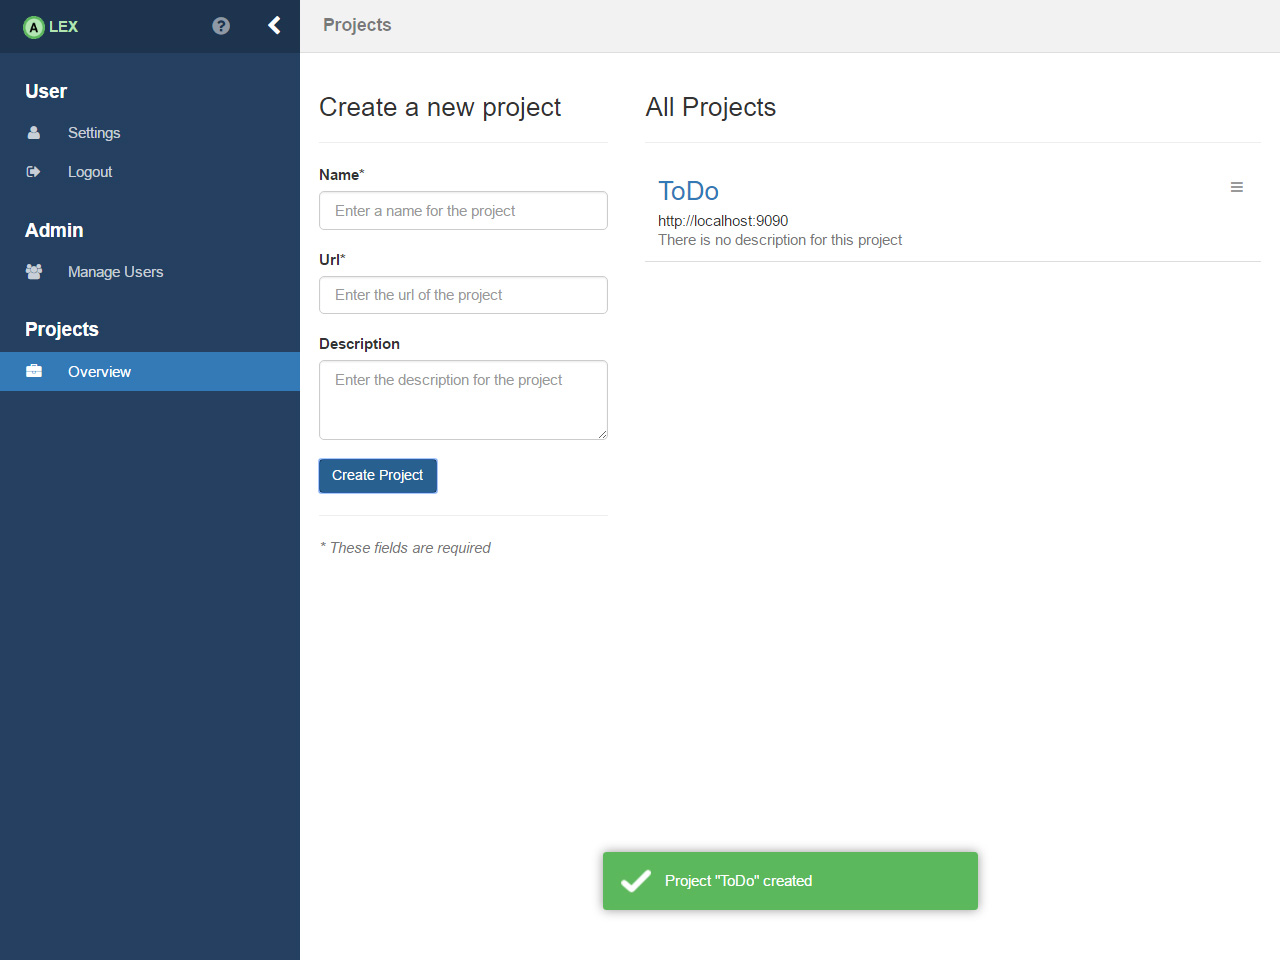 A LEX
Projects
User
Settings
Logout
Admin
Manage Users
Projects
Overview
Create a new project
Name*
Enter a name for the project
Url*
Enter the url of the project
Description
Enter the description for the project
Create Project
* These fields are required
All Projects
ToDo
http://localhost:9090
There is no description for this project
Project "ToDo" created